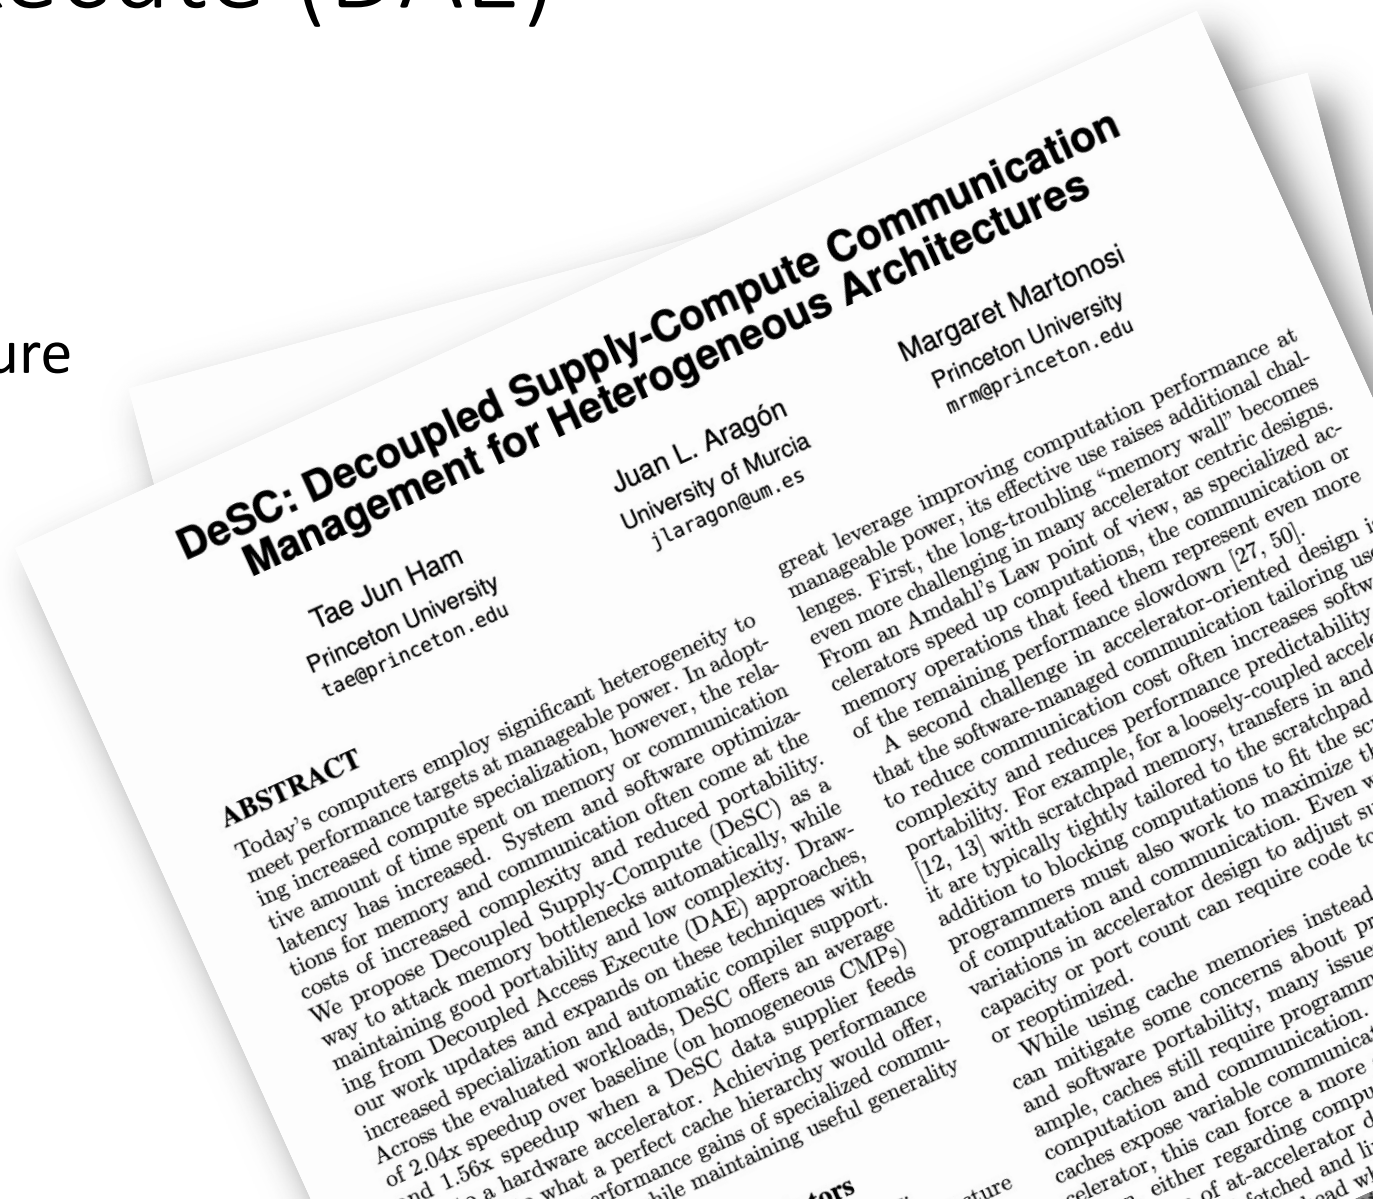 (DAE)
ure
DeSC: Decoupled Supply-Compute Communication
Management for Heterogeneous Architectures
Tae Jun Ham
Princeton University
tae@princeton.edu
Juan L. Aragón
University of Murcia
jlaragon@um.es
Margaret Martonosi
Princeton University
mrm@princeton.edu
ABSTRACT
Today's computers employ significant heterogeneity to
meet performance targets at manageable power. In adopt-
ing increased compute specialization, however, the rela-
tive amount of time spent on memory or communication
latency has increased. System and software optimiza-
tions for memory and communication often come at the
costs of increased complexity and reduced portability.
We propose Decoupled Supply-Compute (DeSC) as a
way to attack memory bottlenecks automatically, while
maintaining good portability and low complexity. Draw-
ing from Decoupled Access Execute (DAE) approaches,
our work updates and expands on these techniques with
increased specialization and automatic compiler support.
Across the evaluated workloads, DeSC offers an average
of 2.04x speedup over baseline (on homogeneous CMPs)
and 1.56x speedup when a DeSC data supplier feeds
a hardware accelerator. Achieving performance
what a perfect cache hierarchy would offer,
performance gains of specialized commu-
while maintaining useful generality
tors
great leverage improving computation performance at
manageable power, its effective use raises additional chal-
lenges. First, the long-troubling “memory wall” becomes
even more challenging in many accelerator centric designs.
From an Amdahl's Law point of view, as specialized ac-
celerators speed up computations, the communication or
memory operations that feed them represent even more
of the remaining performance slowdown [27, 50].
A second challenge in accelerator-oriented design is
that the software-managed communication tailoring use
to reduce communication cost often increases softw
complexity and reduces performance predictability
portability. For example, for a loosely-coupled accele
[12, 13] with scratchpad memory, transfers in and
it are typically tightly tailored to the scratchpad
addition to blocking computations to fit the scr
programmers must also work to maximize th
of computation and communication. Even w
variations in accelerator design to adjust su
capacity or port count can require code to
or reoptimized.
While using cache memories instead
can mitigate some concerns about pr
and software portability, many issue
ample, caches still require programm
computation and communication.
caches expose variable communicat
celerator, this can force a more
either regarding compu
of at-accelerator d
fetched and li
cture